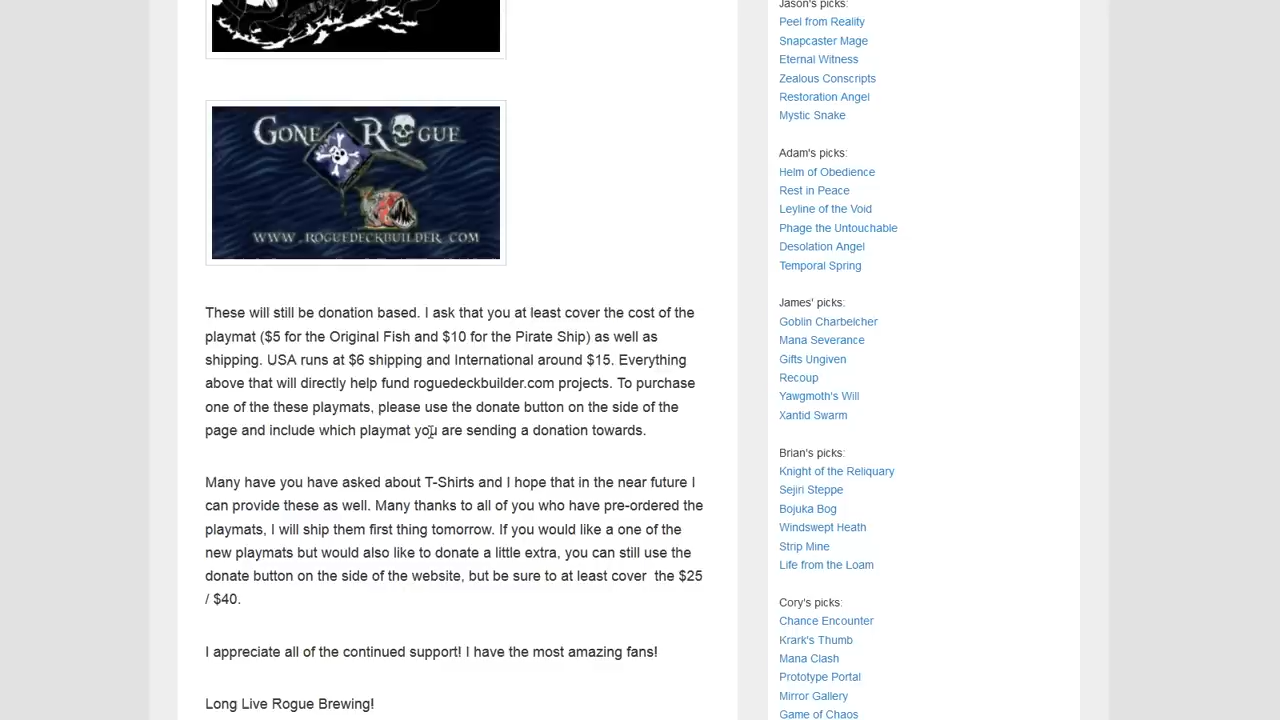 GONE ROGUE
WWW.ROGUEDECKBUILDER.COM
These will still be donation based. I ask that you at least cover the cost of the
playmat ($5 for the Original Fish and $10 for the Pirate Ship) as well as
shipping. USA runs at $6 shipping and International around $15. Everything
above that will directly help fund roguedeckbuilder.com projects. To purchase
one of the these playmats, please use the donate button on the side of the
page and include which playmat you are sending a donation towards.
Many have you have asked about T-Shirts and I hope that in the near future I
can provide these as well. Many thanks to all of you who have pre-ordered the
playmats, I will ship them first thing tomorrow. If you would like a one of the
new playmats but would also like to donate a little extra, you can still use the
donate button on the side of the website, but be sure to at least cover the $25
/ $40.
I appreciate all of the continued support! I have the most amazing fans!
Long Live Rogue Brewing!
Jason's picks:
Peel from Reality
Snapcaster Mage
Eternal Witness
Zealous Conscripts
Restoration Angel
Mystic Snake
Adam's picks:
Helm of Obedience
Rest in Peace
Leyline of the Void
Phage the Untouchable
Desolation Angel
Temporal Spring
James' picks:
Goblin Charbelcher
Mana Severance
Gifts Ungiven
Recoup
Yawgmoth's Will
Xantid Swarm
Brian's picks:
Knight of the Reliquary
Sejiri Steppe
Bojuka Bog
Windswept Heath
Strip Mine
Life from the Loam
Cory's picks:
Chance Encounter
Krark's Thumb
Mana Clash
Prototype Portal
Mirror Gallery
Game of Chaos